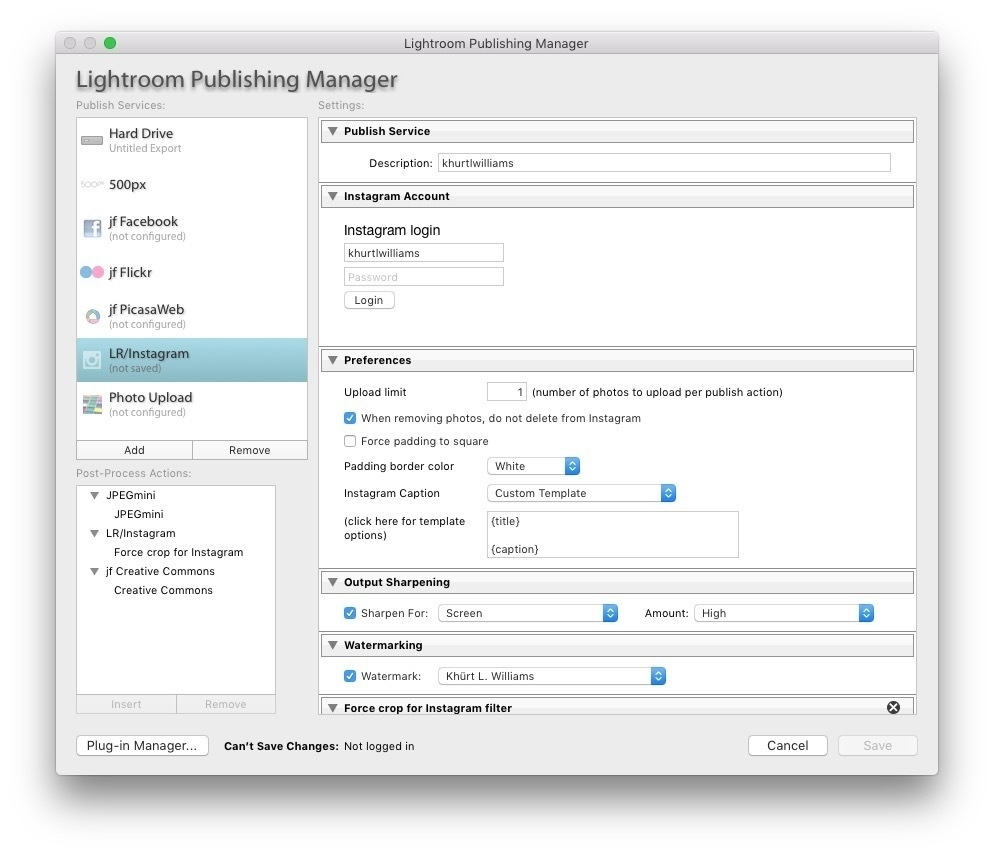 Lightroom Publishing Manager
Lightroom Publishing Manager
Publish Services:
Hard Drive
Untitled Export
500px
500px
jf Facebook
(not configured)
jf Flickr
jf PicasaWeb
(not configured)
LR/Instagram
(not saved)
Photo Upload
(not configured)
Add Remove
Post-Process Actions:
JPEGmini
JPEGmini
LR/Instagram
Force crop for Instagram
jf Creative Commons
Creative Commons
Insert Remove
Settings:
Publish Service
Description: khurtlwilliams
Instagram Account
Instagram login
khurtlwilliams
Password
Login
Preferences
Upload limit 1 (number of photos to upload per publish action)
When removing photos, do not delete from Instagram
Force padding to square
Padding border color White
Instagram Caption Custom Template
(click here for template
options)
{title}
{caption}
Output Sharpening
Sharpen For: Screen Amount: High
Watermarking
Watermark: Khürt L. Williams
Force crop for Instagram filter
Plug-in Manager... Can't Save Changes: Not logged in Cancel Save